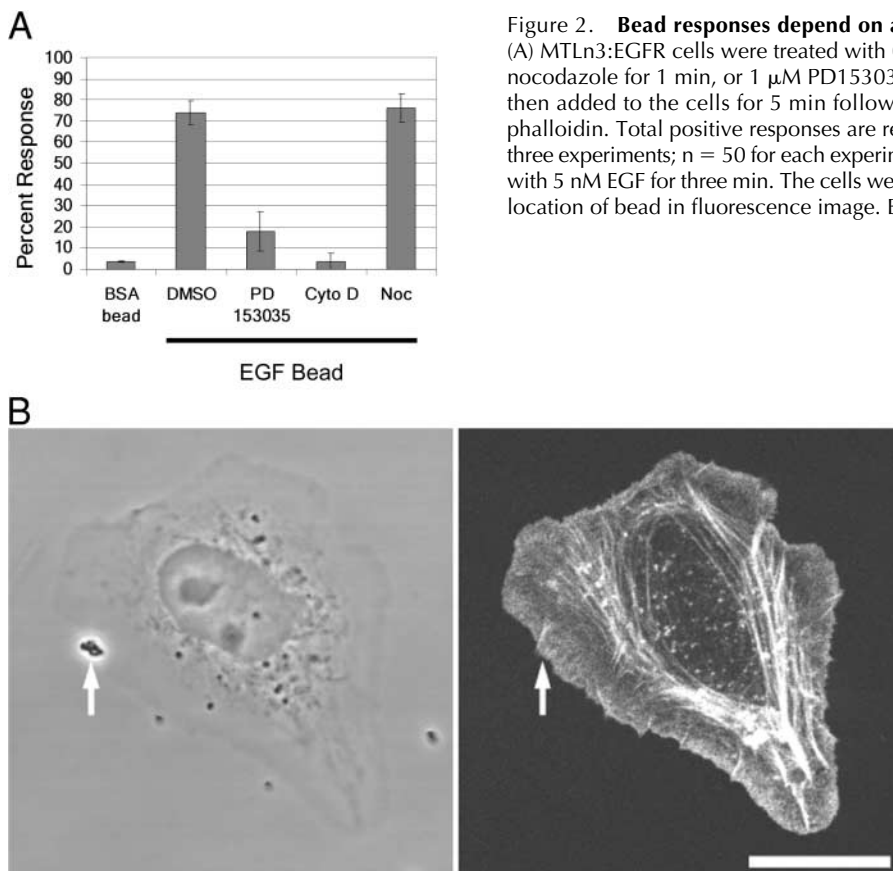 A
Figure 2. Bead responses depend on a
(A) MTLn3:EGFR cells were treated with
nocodazole for 1 min, or 1 μM PD15303
then added to the cells for 5 min follow
phalloidin. Total positive responses are re
three experiments; n = 50 for each experim
with 5 nM EGF for three min. The cells we
location of bead in fluorescence image. B
Percent Response
100
90
80
70
60
50
40
30
20
10
0
BSA bead
DMSO
PD 153035
Cyto D
Noc
EGF Bead
B